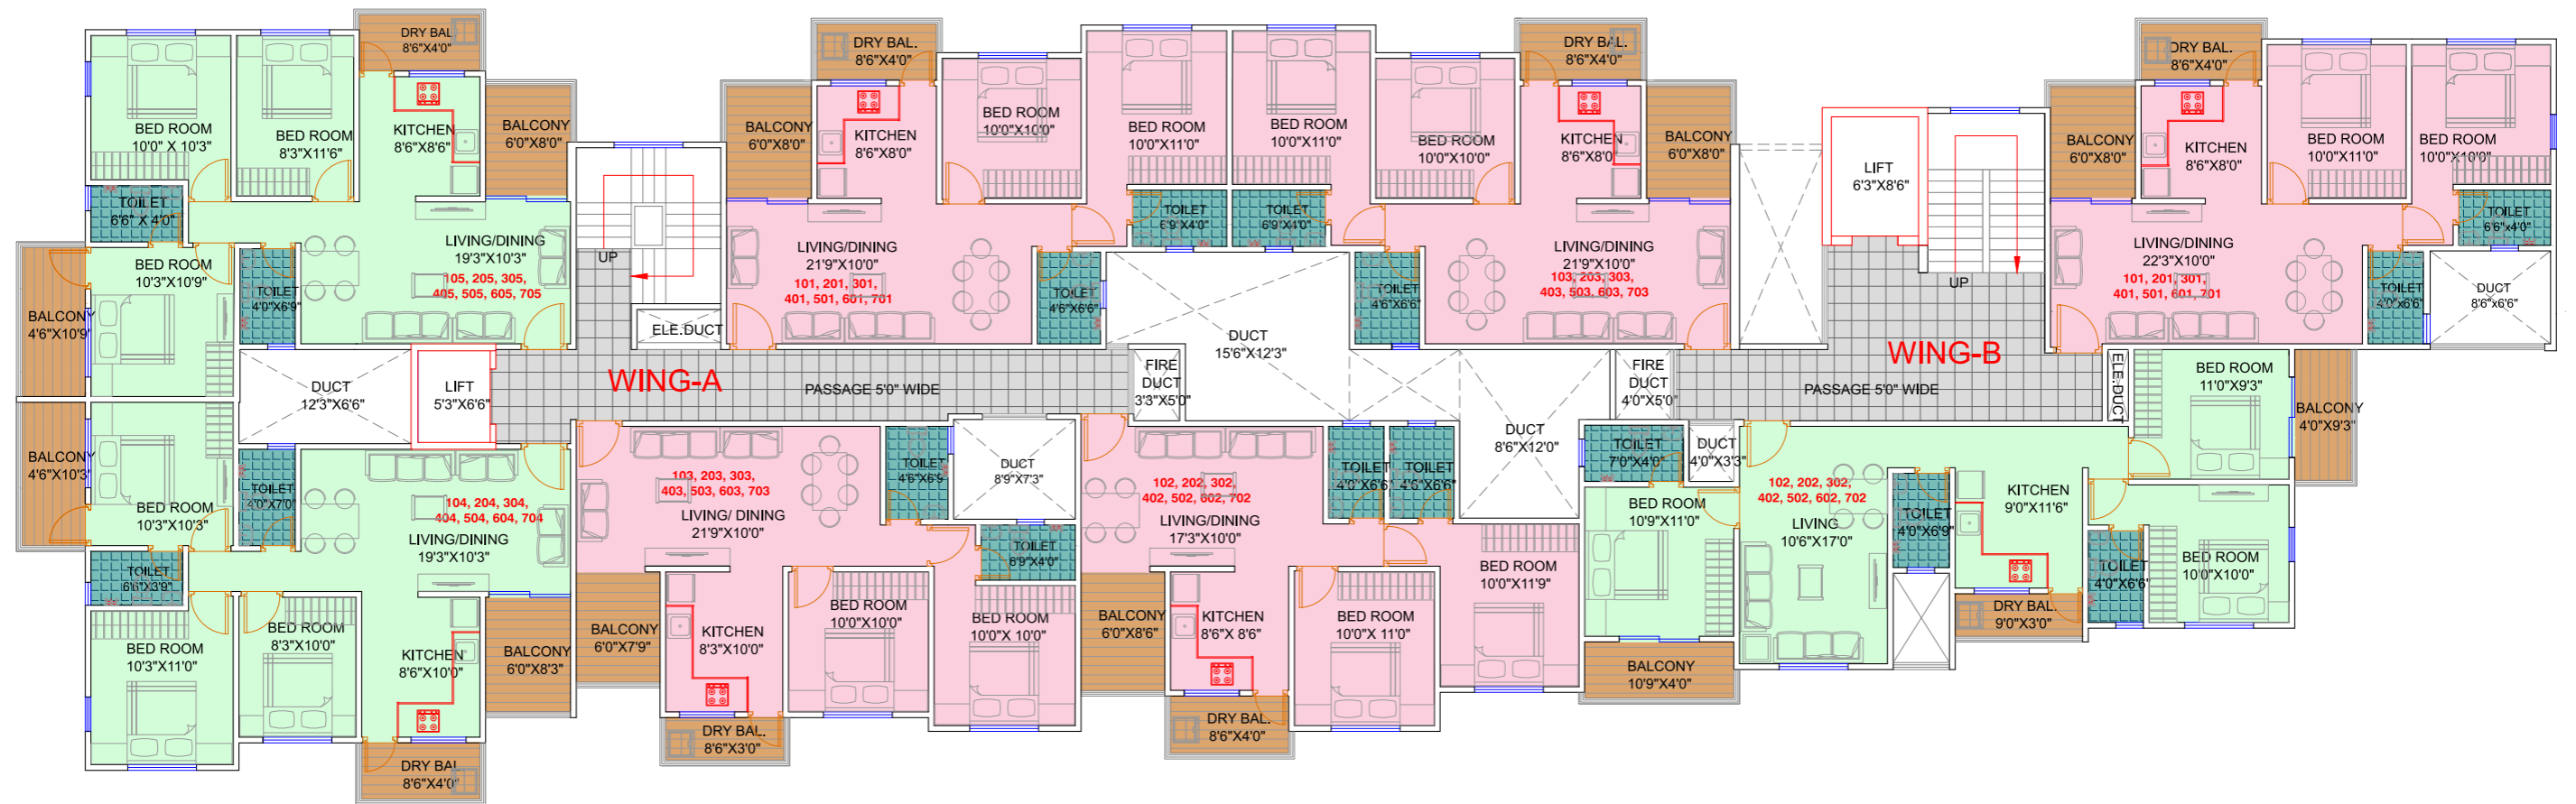 BED ROOM
10'0" X 10'3"
BED ROOM
8'3"X11'6"
DRY BAL.
8'6"X4'0"
KITCHEN
8'6"X8'6"
BALCONY
6'0"X8'0"
TOILET
6'6" X 4'0"
BED ROOM
10'3"X10'9"
BALCONY
4'6"X10'9"
TOILET
4'0"X6'9"
LIVING/DINING
19'3"X10'3"
105, 205, 305,
405, 505, 605, 705
UP
ELE.DUCT
DUCT
12'3"X6'6"
LIFT
5'3"X6'6"
WING-A
PASSAGE 5'0" WIDE
BALCONY
4'6"X10'3"
BED ROOM
10'3"X10'3"
TOILET
4'0"X7'0"
104, 204, 304,
404, 504, 604, 704
LIVING/DINING
19'3"X10'3"
TOILET
6'6"X3'9"
BED ROOM
10'3"X11'0"
BED ROOM
8'3"X10'0"
KITCHEN
8'6"X10'0"
BALCONY
6'0"X8'3"
DRY BAL.
8'6"X4'0"
BALCONY
6'0"X8'0"
DRY BAL.
8'6"X4'0"
KITCHEN
8'6"X8'0"
BED ROOM
10'0"X10'0"
BED ROOM
10'0"X11'0"
TOILET
6'9"X4'0"
LIVING/DINING
21'9"X10'0"
101, 201, 301,
401, 501, 601, 701
TOILET
4'6"X6'6"
BED ROOM
10'0"X11'0"
BED ROOM
10'0"X10'0"
DRY BAL.
8'6"X4'0"
KITCHEN
8'6"X8'0"
BALCONY
6'0"X8'0"
TOILET
6'9"X4'0"
TOILET
4'6"X6'6"
LIVING/DINING
21'9"X10'0"
103, 203, 303,
403, 503, 603, 703
DUCT
15'6"X12'3"
FIRE
DUCT
3'3"X5'0"
103, 203, 303,
403, 503, 603, 703
LIVING/ DINING
21'9"X10'0"
TOILET
4'6"X6'9"
DUCT
8'9"X7'3"
TOILET
6'9"X4'0"
BALCONY
6'0"X7'9"
KITCHEN
8'3"X10'0"
BED ROOM
10'0"X10'0"
BED ROOM
10'0"X 10'0"
DRY BAL.
8'6"X3'0"
102, 202, 302,
402, 502, 602, 702
LIVING/DINING
17'3"X10'0"
TOILET
4'0"X6'6"
TOILET
4'6"X6'6"
DUCT
8'6"X12'0"
BALCONY
6'0"X8'6"
KITCHEN
8'6"X 8'6"
BED ROOM
10'0"X 11'0"
BED ROOM
10'0"X11'9"
DRY BAL.
8'6"X4'0"
LIFT
6'3"X8'6"
UP
WING-B
PASSAGE 5'0" WIDE
FIRE
DUCT
4'0"X5'0"
ELE.DUCT
BALCONY
6'0"X8'0"
DRY BAL.
8'6"X4'0"
KITCHEN
8'6"X8'0"
BED ROOM
10'0"X11'0"
BED ROOM
10'0"X10'0"
TOILET
6'6"x4'0"
LIVING/DINING
22'3"X10'0"
101, 201, 301,
401, 501, 601, 701
TOILET
4'0"x6'6"
DUCT
8'6"x6'6"
TOILET
7'0"X4'0"
DUCT
4'0"X3'3"
BED ROOM
10'9"X11'0"
BALCONY
10'9"X4'0"
102, 202, 302,
402, 502, 602, 702
LIVING
10'6"X17'0"
TOILET
4'0"X6'9"
KITCHEN
9'0"X11'6"
DRY BAL.
9'0"X3'0"
BED ROOM
11'0"X9'3"
BALCONY
4'0"X9'3"
TOILET
4'0"X6'6"
BED ROOM
10'0"X10'0"